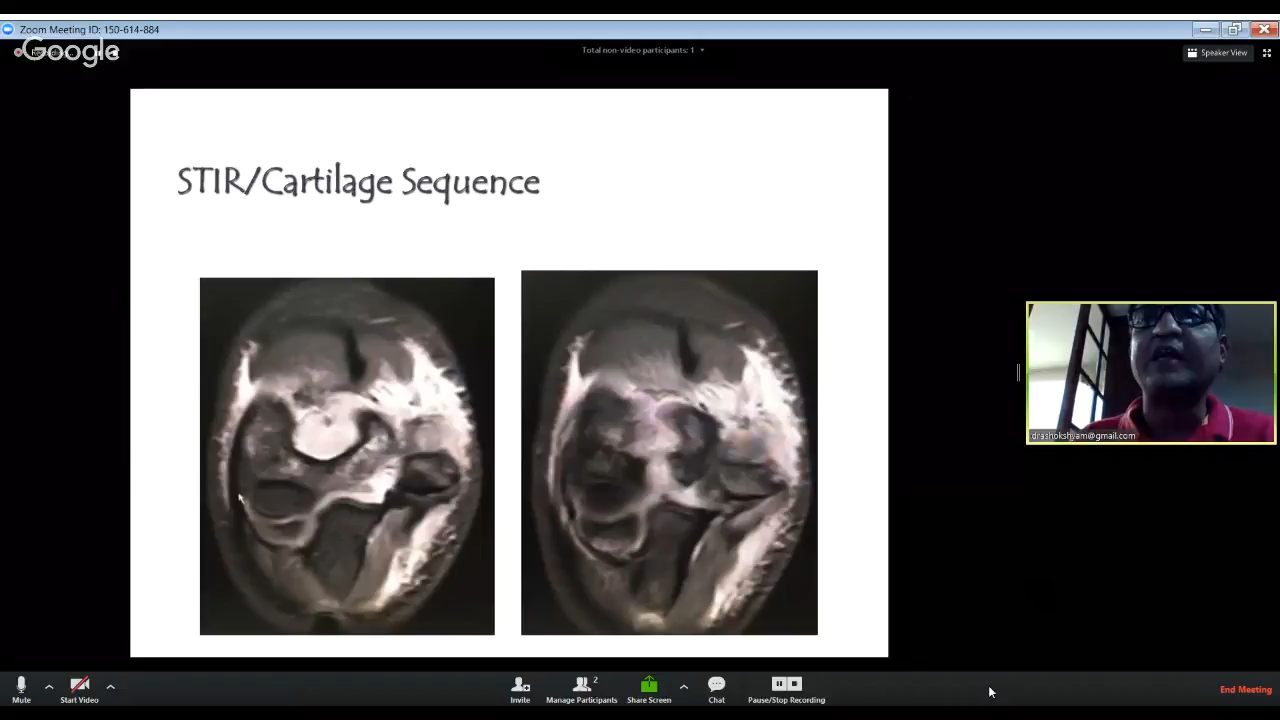 Zoom Meeting ID: 150-614-884
Google
Total non-video participants: 1
Speaker View
STIR/Cartilage Sequence
drashokshyam@gmail.com
2
Mute
Start Video
Invite
Manage Participants
Share Screen
Chat
Pause/Stop Recording
End Meeting